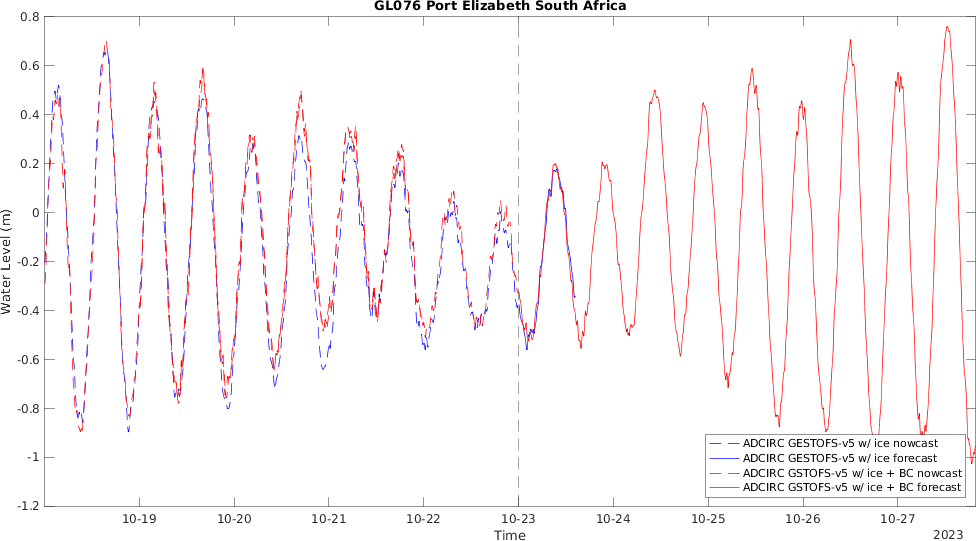 GL076 Port Elizabeth South Africa
0.8
0.6
0.4
0.2
0
-0.2
-0.4
-0.6
-0.8
-1
-1.2
Water Level (m)
ADCIRC GESTOFS-v5 w/ ice nowcast
ADCIRC GESTOFS-v5 w/ ice forecast
ADCIRC GSTOFS-v5 w/ ice + BC nowcast
ADCIRC GSTOFS-v5 w/ ice + BC forecast
10-19 10-20 10-21 10-22 10-23 10-24 10-25 10-26 10-27
Time
2023